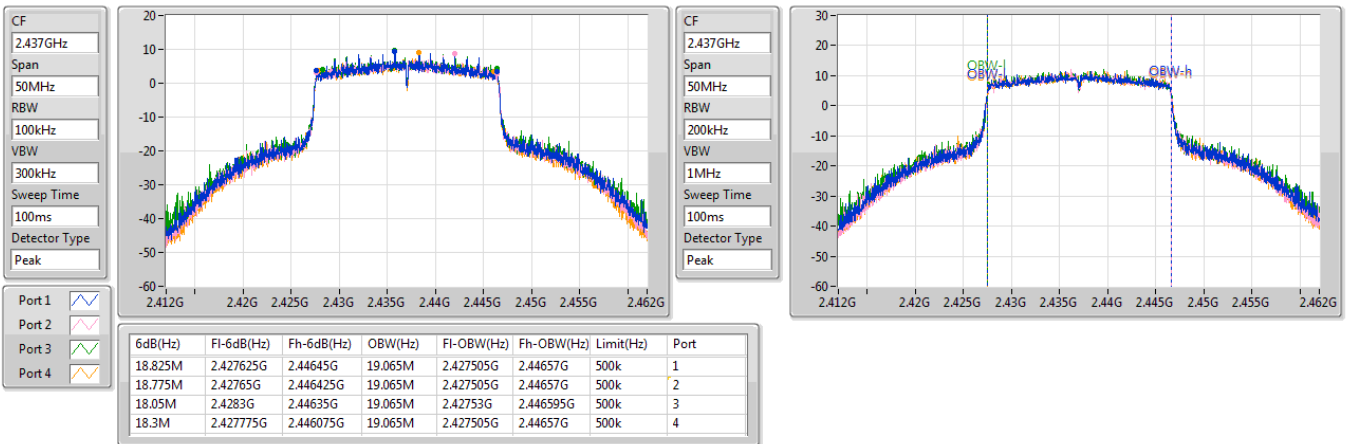 CF
2.437GHz
Span
50MHz
RBW
100kHz
VBW
300kHz
Sweep Time
100ms
Detector Type
Peak
20
10
0
-10
-20
-30
-40
-50
-60
2.412G 2.42G 2.425G 2.43G 2.435G 2.44G 2.445G 2.45G 2.455G 2.462G
CF
2.437GHz
Span
50MHz
RBW
200kHz
VBW
1MHz
Sweep Time
100ms
Detector Type
Peak
30
20
10
0
-10
-20
-30
-40
-50
-60
OBW-l
OBW-l
OBW-h
2.412G 2.42G 2.425G 2.43G 2.435G 2.44G 2.445G 2.45G 2.455G 2.462G
Port 1
Port 2
Port 3
Port 4
6dB(Hz) Fl-6dB(Hz) Fh-6dB(Hz) OBW(Hz) Fl-OBW(Hz) Fh-OBW(Hz) Limit(Hz) Port
18.825M 2.427625G 2.44645G 19.065M 2.427505G 2.44657G 500k 1
18.775M 2.42765G 2.446425G 19.065M 2.427505G 2.44657G 500k 2
18.05M 2.4283G 2.44635G 19.065M 2.42753G 2.446595G 500k 3
18.3M 2.427775G 2.446075G 19.065M 2.427505G 2.44657G 500k 4